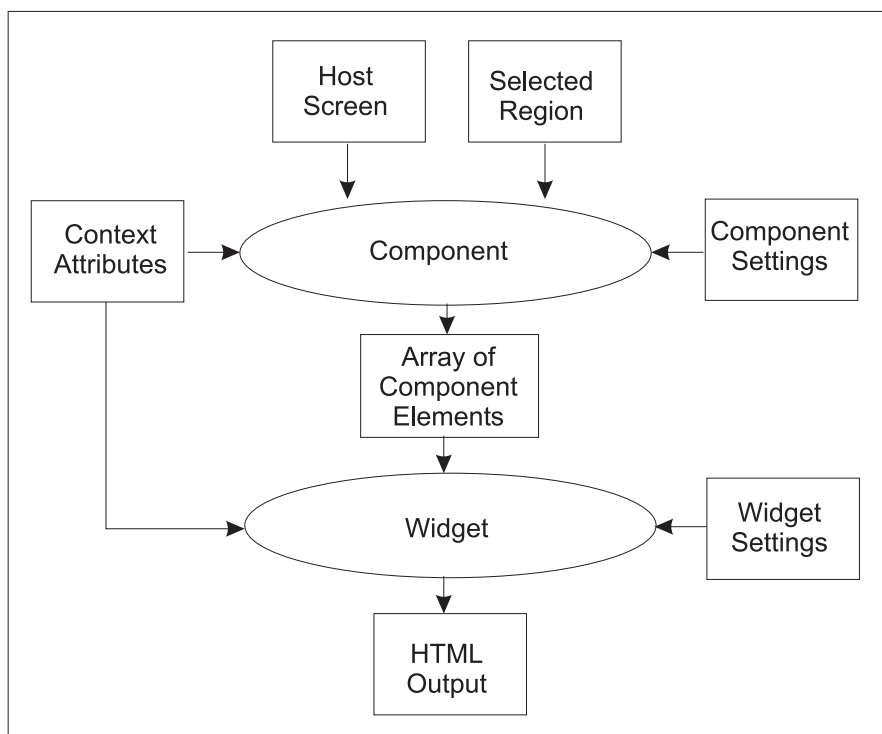 Host
Screen
Selected
Region
Context
Attributes
Component
Component
Settings
Array of
Component
Elements
Widget
Widget
Settings
HTML
Output